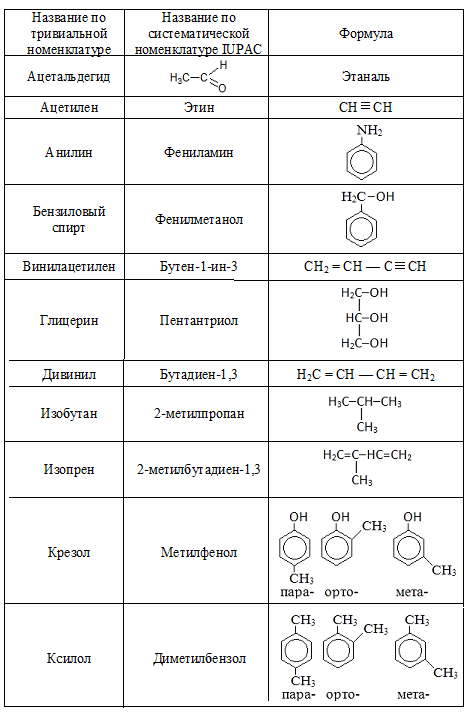 Название по
тривиальной
номенклатуре
Название по
систематической
номенклатуре IUPAC
Формула
Ацетальдегид
H₃C–C
H
O
Этаналь
Ацетилен
Этин
CH ≡ CH
Анилин
Фениламин
NH₂
Бензиловый
спирт
Фенилметанол
H₂C–OH
Винилацетилен
Бутен-1-ин-3
CH₂ = CH — C≡CH
Глицерин
Пентантриол
H₂C–OH
HC–OH
H₂C–OH
Дивинил
Бутадиен-1,3
H₂C = CH — CH = CH₂
Изобутан
2-метилпропан
H₃C–CH–CH₃
CH₃
Изопрен
2-метилбутадиен-1,3
H₂C=C–HC=CH₂
CH₃
Крезол
Метилфенол
OH
OH
OH
CH₃
CH₃
CH₃
пара-
орто-
мета-
Ксилол
Диметилбензол
CH₃
CH₃
CH₃
CH₃
CH₃
CH₃
пара-
орто-
мета-